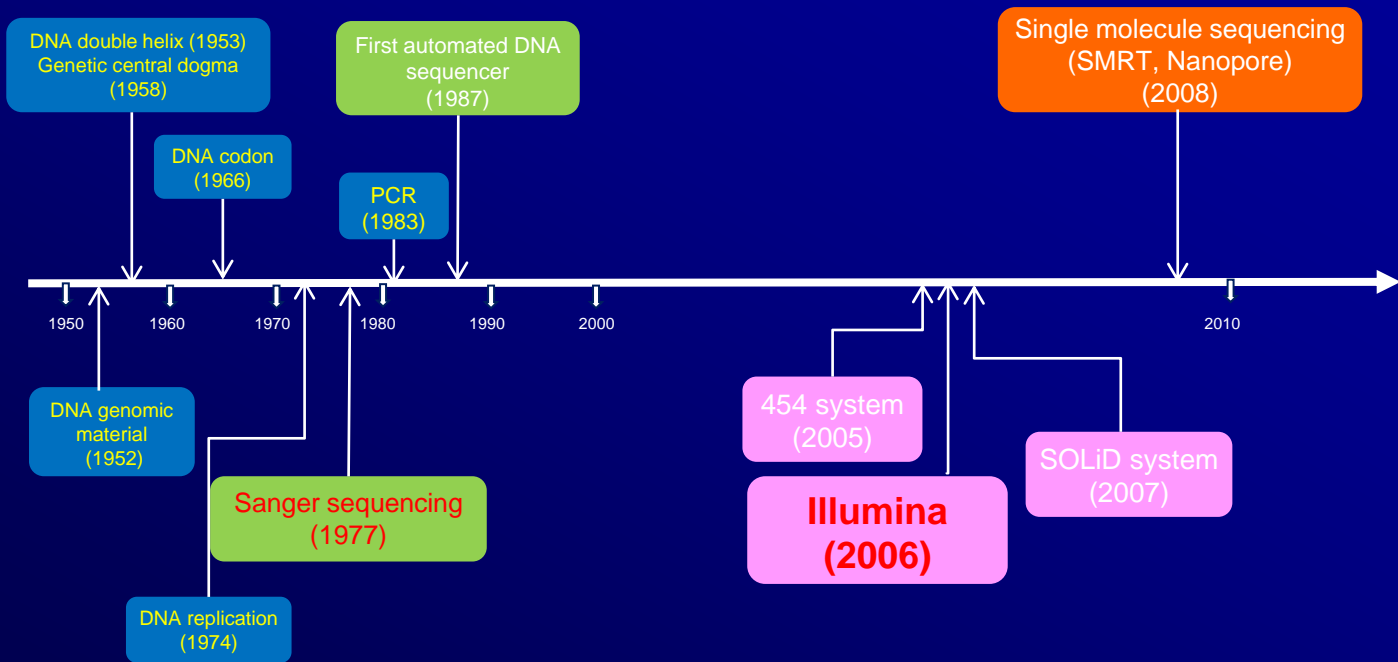 DNA double helix (1953)
Genetic central dogma
(1958)
First automated DNA
sequencer
(1987)
Single molecule sequencing
(SMRT, Nanopore)
(2008)
DNA codon
(1966)
PCR
(1983)
1950
1960
1970
1980
1990
2000
2010
DNA genomic
material
(1952)
454 system
(2005)
SOLiD system
(2007)
Sanger sequencing
(1977)
Illumina
(2006)
DNA replication
(1974)